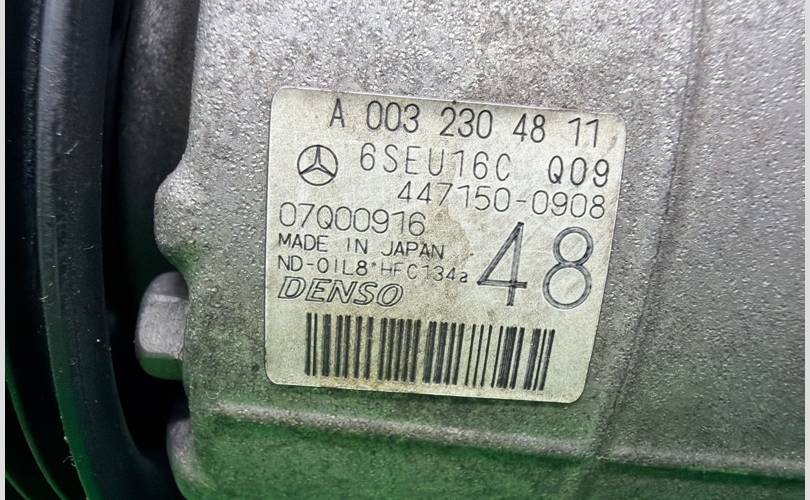 A 003 230 48 11
6SEU16C Q09
447150-0908
07Q00916
MADE IN JAPAN
48
ND-OIL8 HFC134a
DENSO